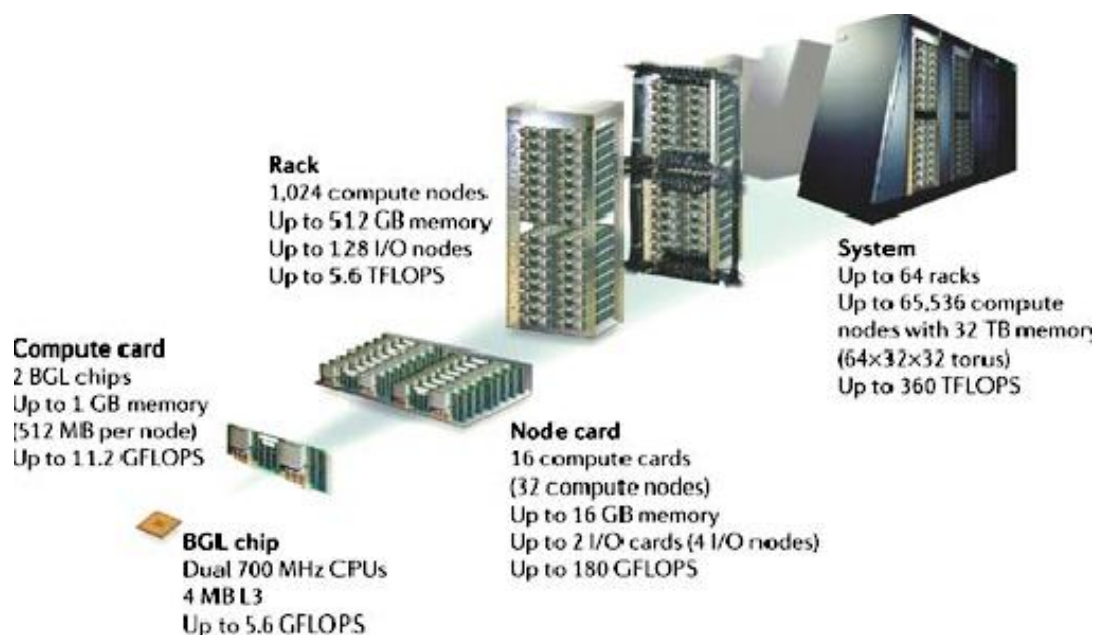 Rack
1,024 compute nodes
Up to 512 GB memory
Up to 128 I/O nodes
Up to 5.6 TFLOPS
System
Up to 64 racks
Up to 65,536 compute
nodes with 32 TB memory
(64×32×32 torus)
Up to 360 TFLOPS
Compute card
2 BGL chips
Up to 1 GB memory
(512 MB per node)
Up to 11.2 GFLOPS
Node card
16 compute cards
(32 compute nodes)
Up to 16 GB memory
Up to 2 I/O cards (4 I/O nodes)
Up to 180 GFLOPS
BGL chip
Dual 700 MHz CPUs
4 MB L3
Up to 5.6 GFLOPS